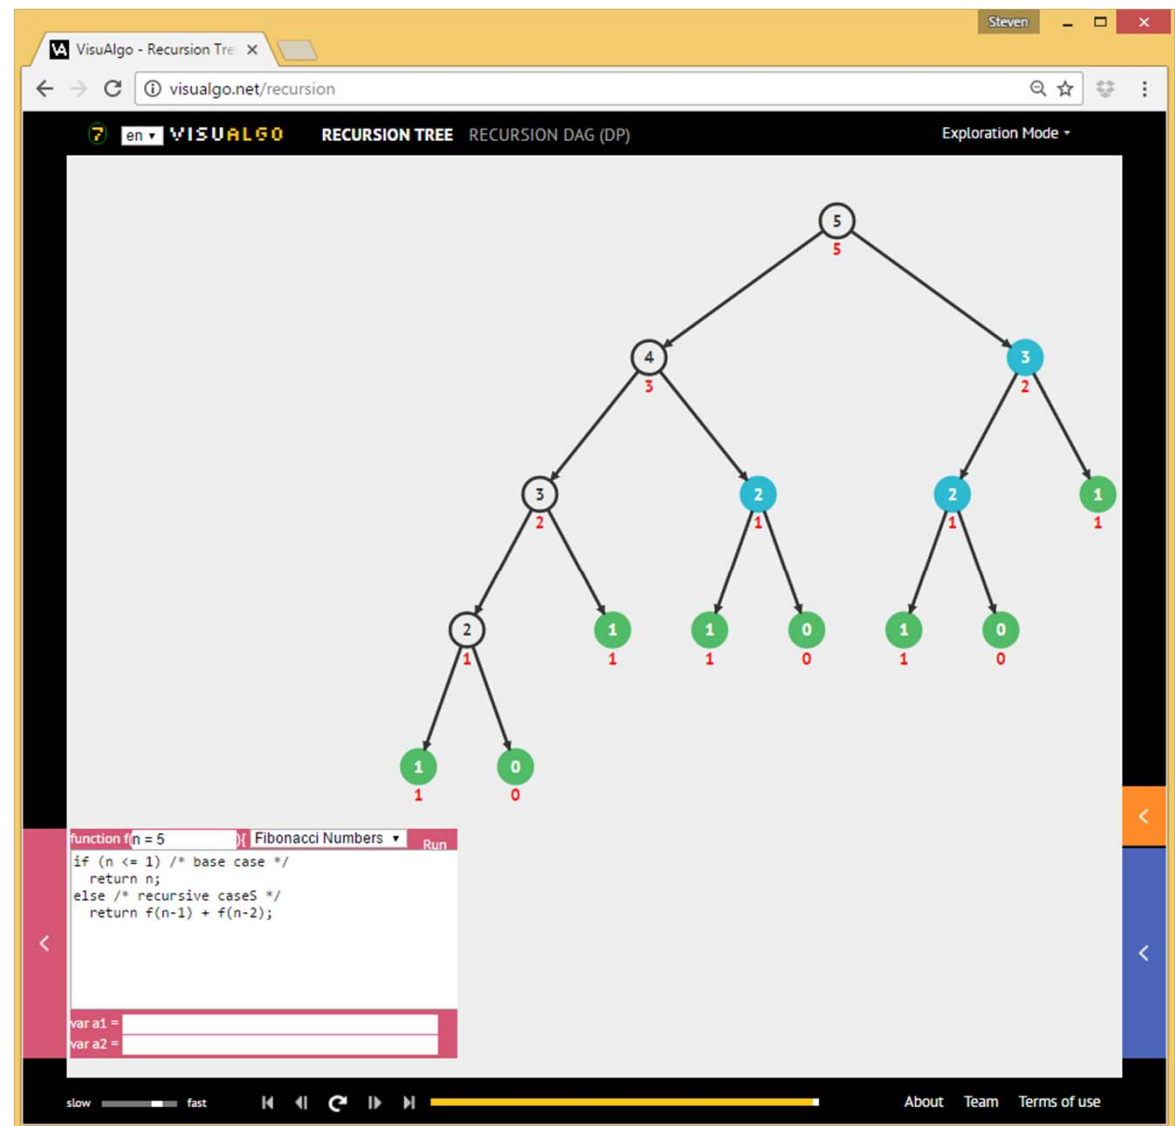 Steven
VisuAlgo - Recursion Tre
visualgo.net/recursion
7 en VISUALGO RECURSION TREE RECURSION DAG (DP) Exploration Mode
5
5
4 3
3 2
3 2 2 1
2 1 1 1
2 1 1 0 1 0
1 1 1 0 1 0
1 0
1 0
function f(n = 5 ){ Fibonacci Numbers Run
if (n <= 1) /* base case */
return n;
else /* recursive caseS */
return f(n-1) + f(n-2);
var a1 =
var a2 =
slow fast About Team Terms of use